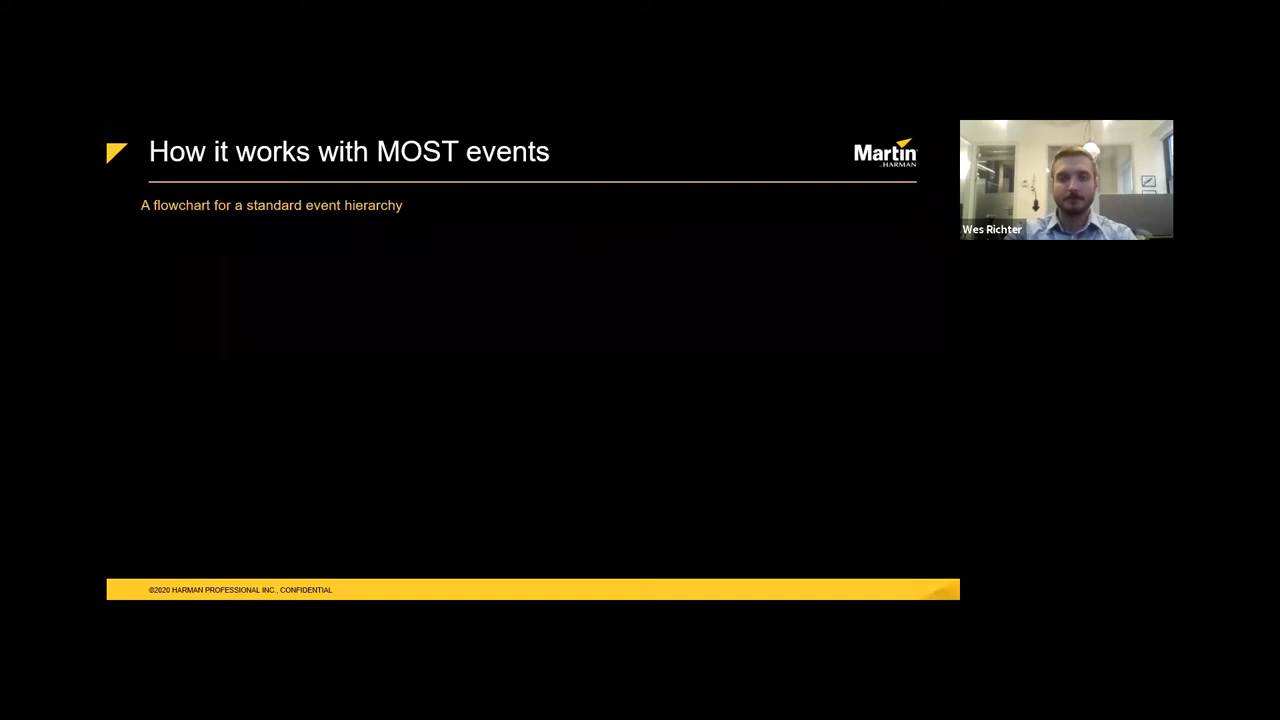 How it works with MOST events
Martin
by HARMAN
A flowchart for a standard event hierarchy
Wes Richter
©2020 HARMAN PROFESSIONAL INC., CONFIDENTIAL